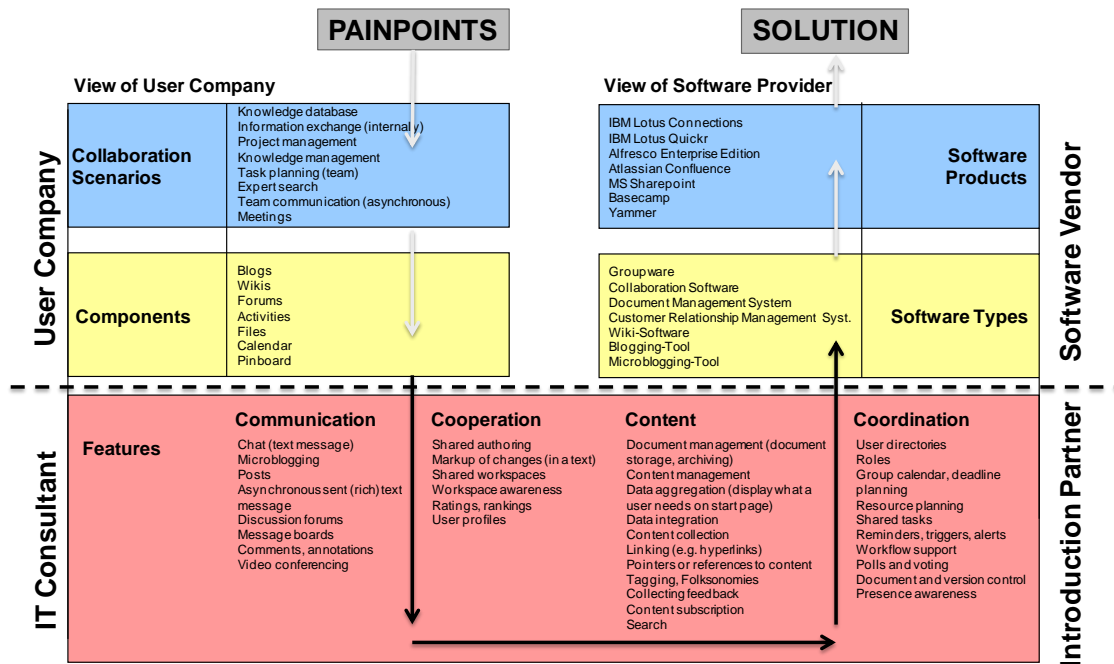 PAINPOINTS
SOLUTION
View of User Company
View of Software Provider
User Company
Collaboration
Scenarios
Knowledge database
Information exchange (internally)
Project management
Knowledge management
Task planning (team)
Expert search
Team communication (asynchronous)
Meetings
IBM Lotus Connections
IBM Lotus Quickr
Alfresco Enterprise Edition
Atlassian Confluence
MS Sharepoint
Basecamp
Yammer
Software
Products
Software Vendor
Components
Blogs
Wikis
Forums
Activities
Files
Calendar
Pinboard
Groupware
Collaboration Software
Document Management System
Customer Relationship Management Syst.
Wiki-Software
Blogging-Tool
Microblogging-Tool
Software Types
IT Consultant
Features
Communication
Chat (text message)
Microblogging
Posts
Asynchronous sent (rich) text
message
Discussion forums
Message boards
Comments, annotations
Video conferencing
Cooperation
Shared authoring
Markup of changes (in a text)
Shared workspaces
Workspace awareness
Ratings, rankings
User profiles
Content
Document management (document
storage, archiving)
Content management
Data aggregation (display what a
user needs on start page)
Data integration
Content collection
Linking (e.g. hyperlinks)
Pointers or references to content
Tagging, Folksonomies
Collecting feedback
Content subscription
Search
Coordination
User directories
Roles
Group calendar, deadline
planning
Resource planning
Shared tasks
Reminders, triggers, alerts
Workflow support
Polls and voting
Document and version control
Presence awareness
Introduction Partner